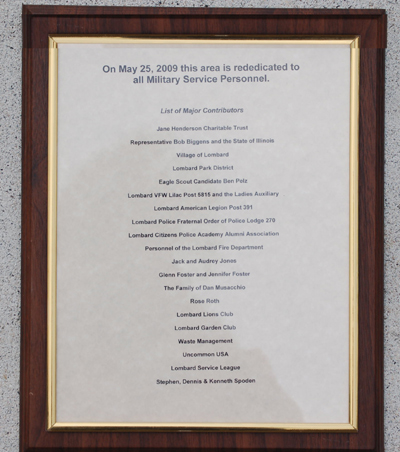 On May 25, 2009 this area is rededicated to
all Military Service Personnel.
List of Major Contributors
Jane Henderson Charitable Trust
Representative Bob Biggens and the State of Illinois
Village of Lombard
Lombard Park District
Eagle Scout Candidate Ben Pelz
Lombard VFW Lilac Post 5815 and the Ladies Auxiliary
Lombard American Legion Post 391
Lombard Police Fraternal Order of Police Lodge 270
Lombard Citizens Police Academy Alumni Association
Personnel of the Lombard Fire Department
Jack and Audrey Jones
Glenn Foster and Jennifer Foster
The Family of Dan Musacchio
Rose Roth
Lombard Lions Club
Lombard Garden Club
Waste Management
Uncommon USA
Lombard Service League
Stephen, Dennis & Kenneth Spoden